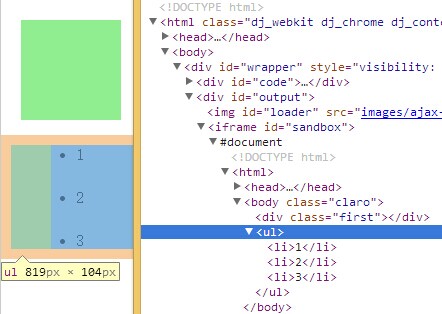 <!DOCTYPE html>
<html class="dj_webkit dj_chrome dj_conto
<head>…</head>
<body>
<div id="wrapper" style="visibility:
<div id="code">…</div>
<div id="output">
<img id="loader" src="images/ajax-
<iframe id="sandbox">
#document
<!DOCTYPE html>
<html>
<head>…</head>
<body class="claro">
<div class="first"></div>
<ul>
<li>1</li>
<li>2</li>
<li>3</li>
</ul>
</body>
1
2
3
ul 819px × 104px